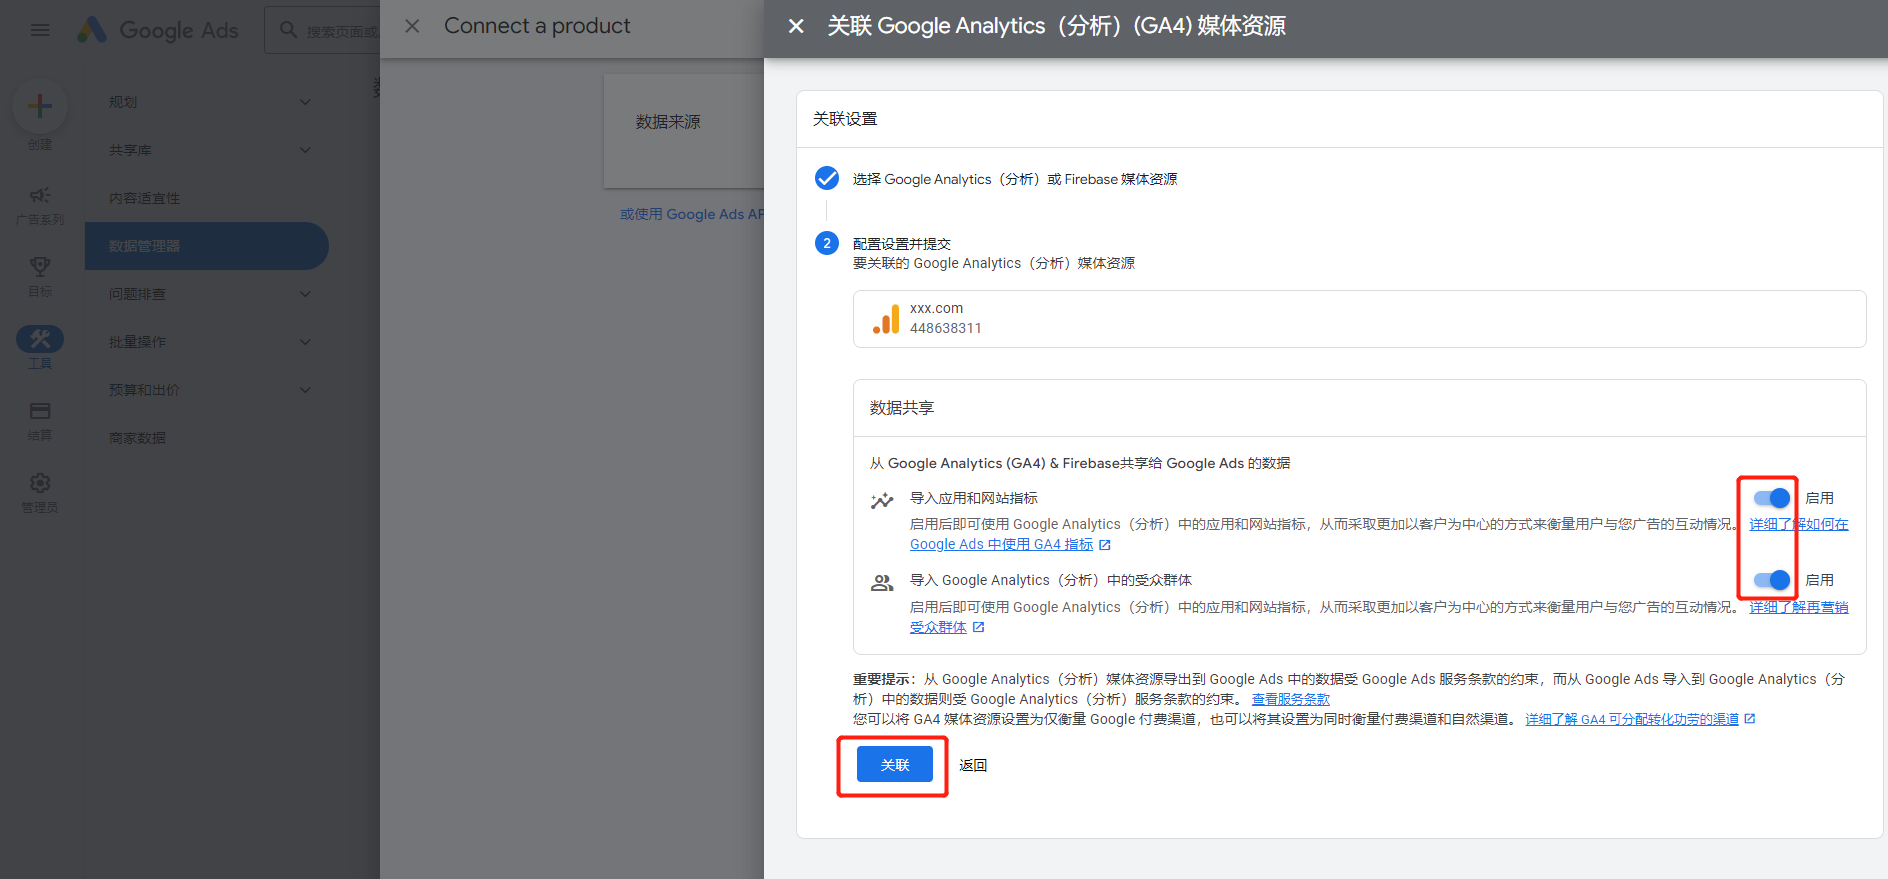 Google Ads
搜索页面或
创建
广告系列
目标
工具
结算
管理员
规划
共享库
内容适宜性
数据管理器
问题排查
批量操作
预算和出价
商家数据
Connect a product
数据来源
或使用 Google Ads AP
关联 Google Analytics（分析）(GA4) 媒体资源
关联设置
选择 Google Analytics（分析）或 Firebase 媒体资源
2
配置设置并提交
要关联的 Google Analytics（分析）媒体资源
xxx.com
448638311
数据共享
从 Google Analytics (GA4) & Firebase共享给 Google Ads 的数据
导入应用和网站指标
启用
启用后即可使用 Google Analytics（分析）中的应用和网站指标，从而采取更加以客户为中心的方式来衡量用户与您广告的互动情况。 详细了解如何在
Google Ads 中使用 GA4 指标
导入 Google Analytics（分析）中的受众群体
启用
启用后即可使用 Google Analytics（分析）中的应用和网站指标，从而采取更加以客户为中心的方式来衡量用户与您广告的互动情况。 详细了解再营销
受众群体
重要提示：从 Google Analytics（分析）媒体资源导出到 Google Ads 中的数据受 Google Ads 服务条款的约束，而从 Google Ads 导入到 Google Analytics（分
析）中的数据则受 Google Analytics（分析）服务条款的约束。 查看服务条款
您可以将 GA4 媒体资源设置为仅衡量 Google 付费渠道，也可以将其设置为同时衡量付费渠道和自然渠道。 详细了解 GA4 可分配转化功劳的渠道
关联
返回